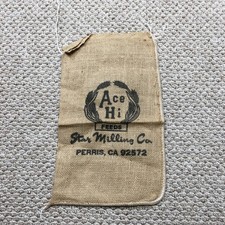 Ace
Hi
FEEDS
Star Milling Co.
PERRIS, CA 92572